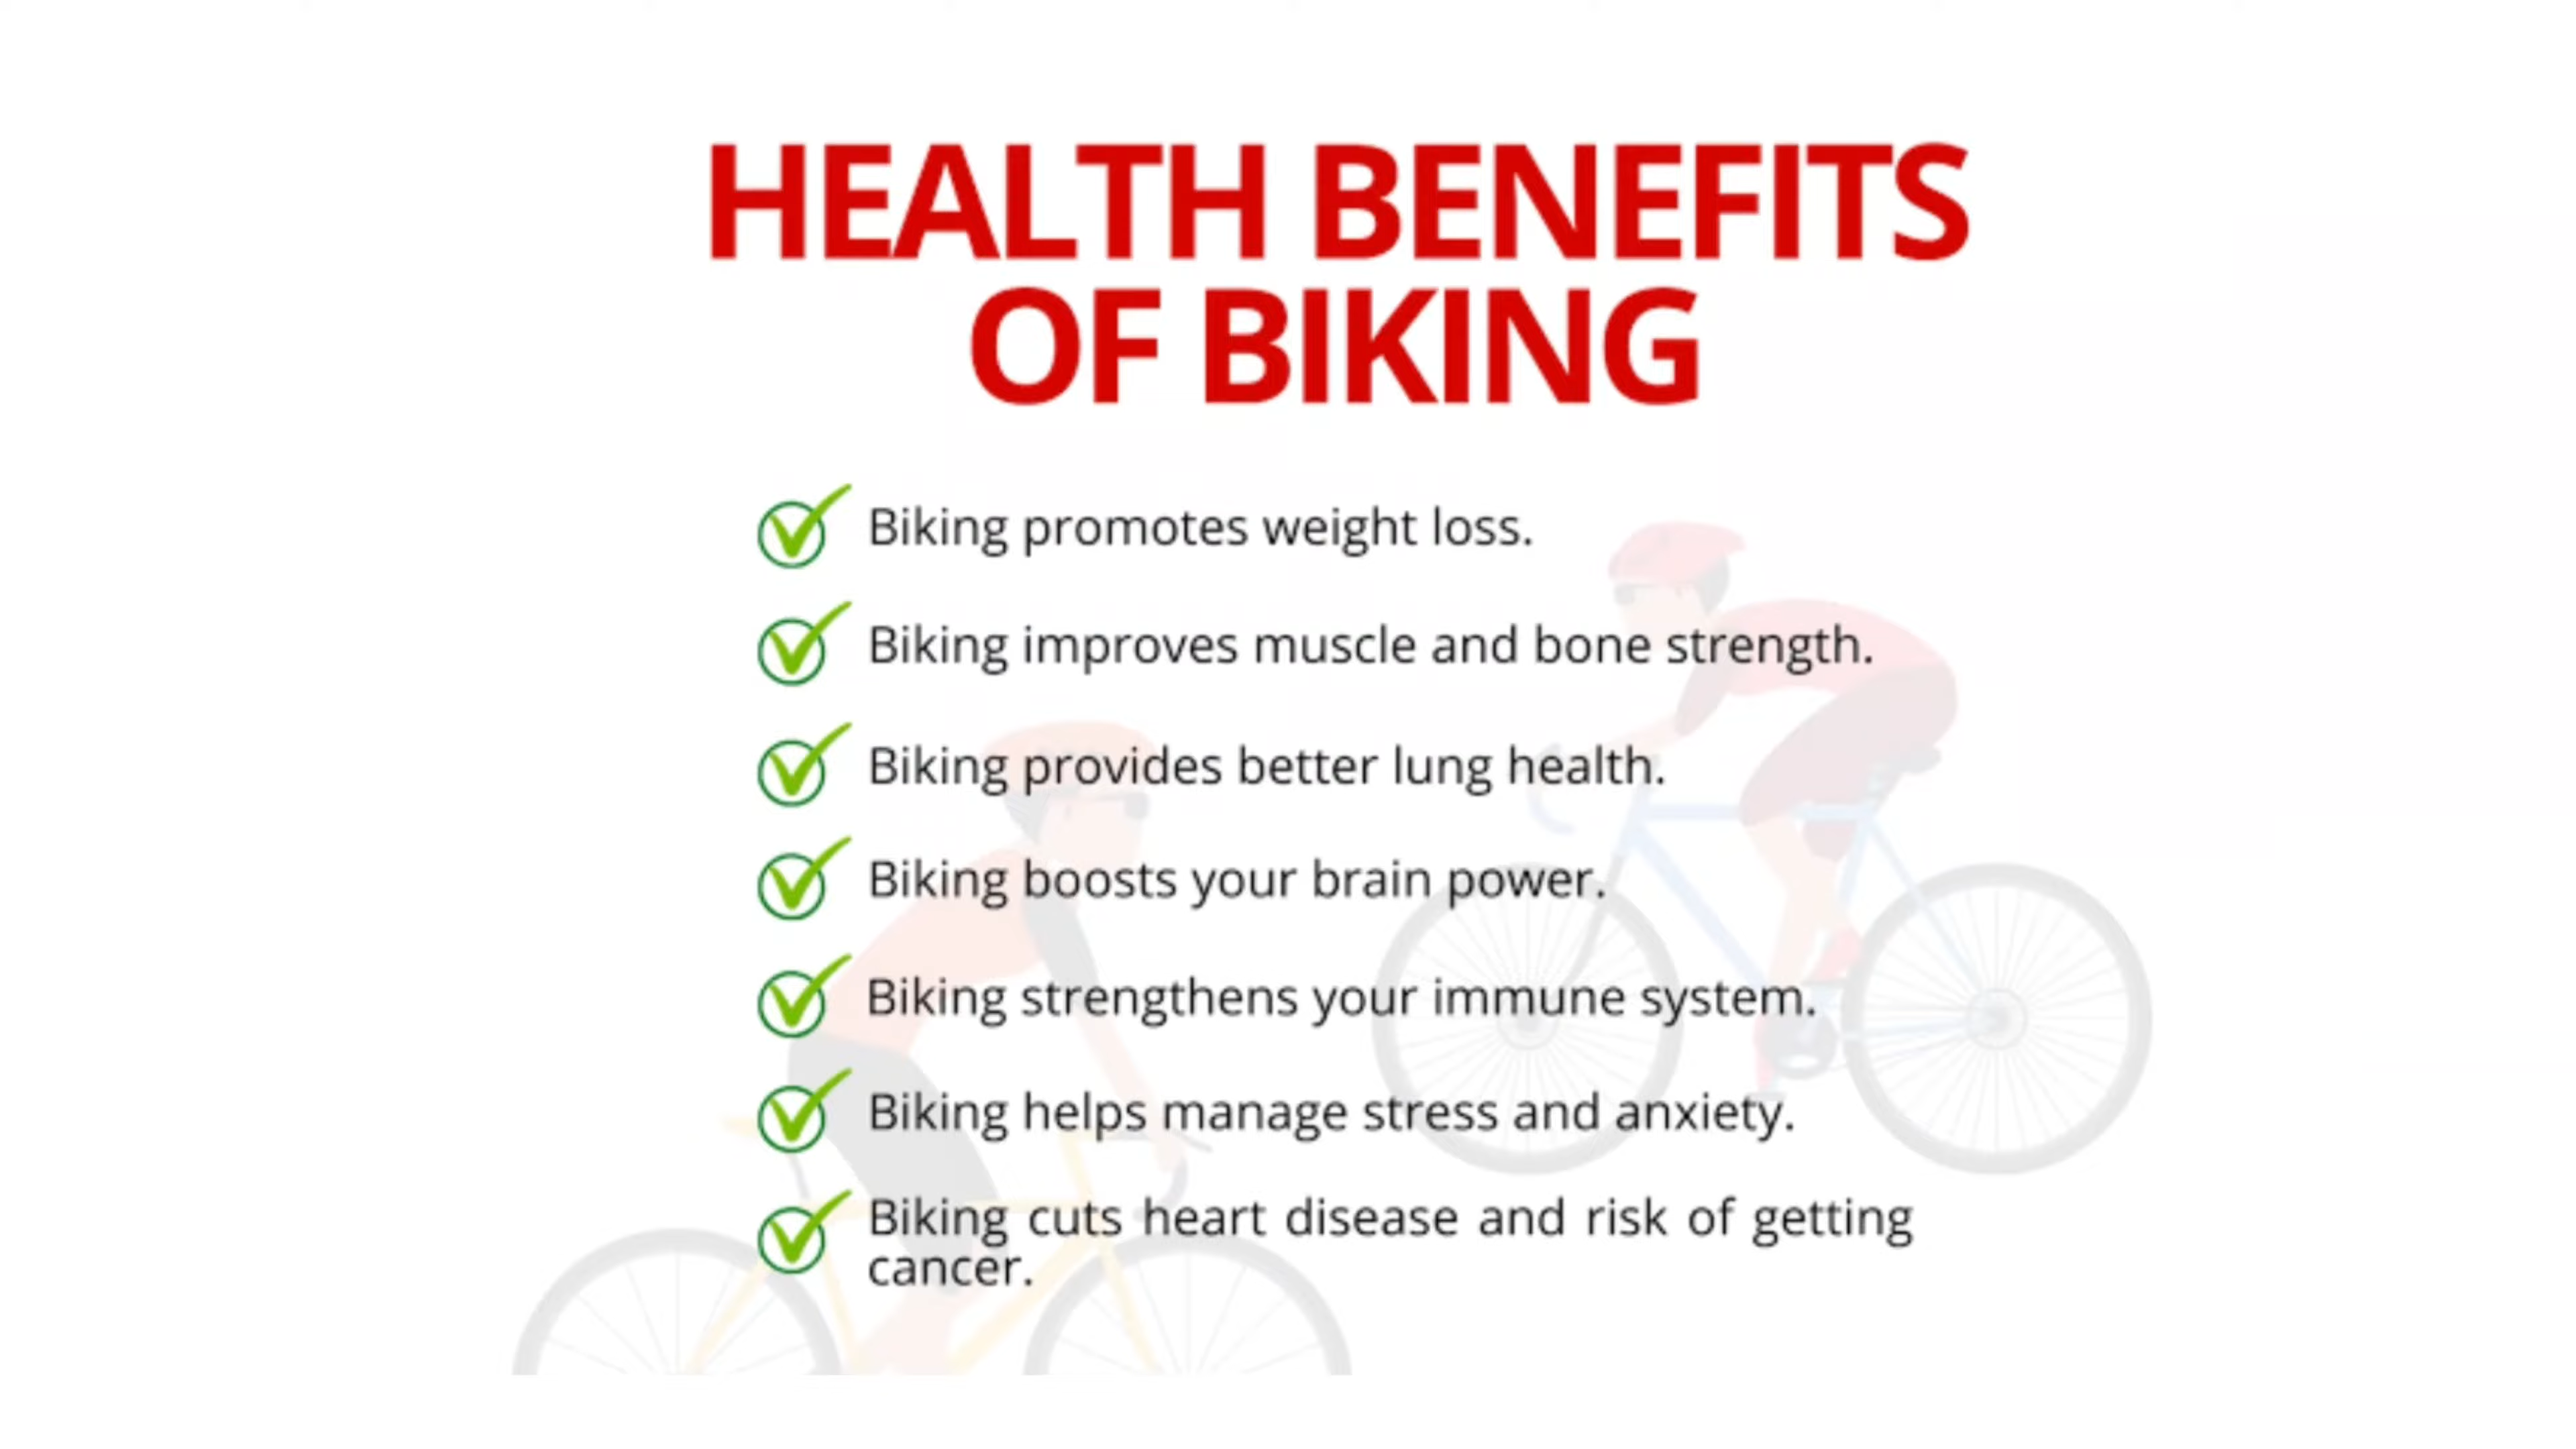 HEALTH BENEFITS
OF BIKING
Biking promotes weight loss.
Biking improves muscle and bone strength.
Biking provides better lung health.
Biking boosts your brain power.
Biking strengthens your immune system.
Biking helps manage stress and anxiety.
Biking cuts heart disease and risk of getting
cancer.